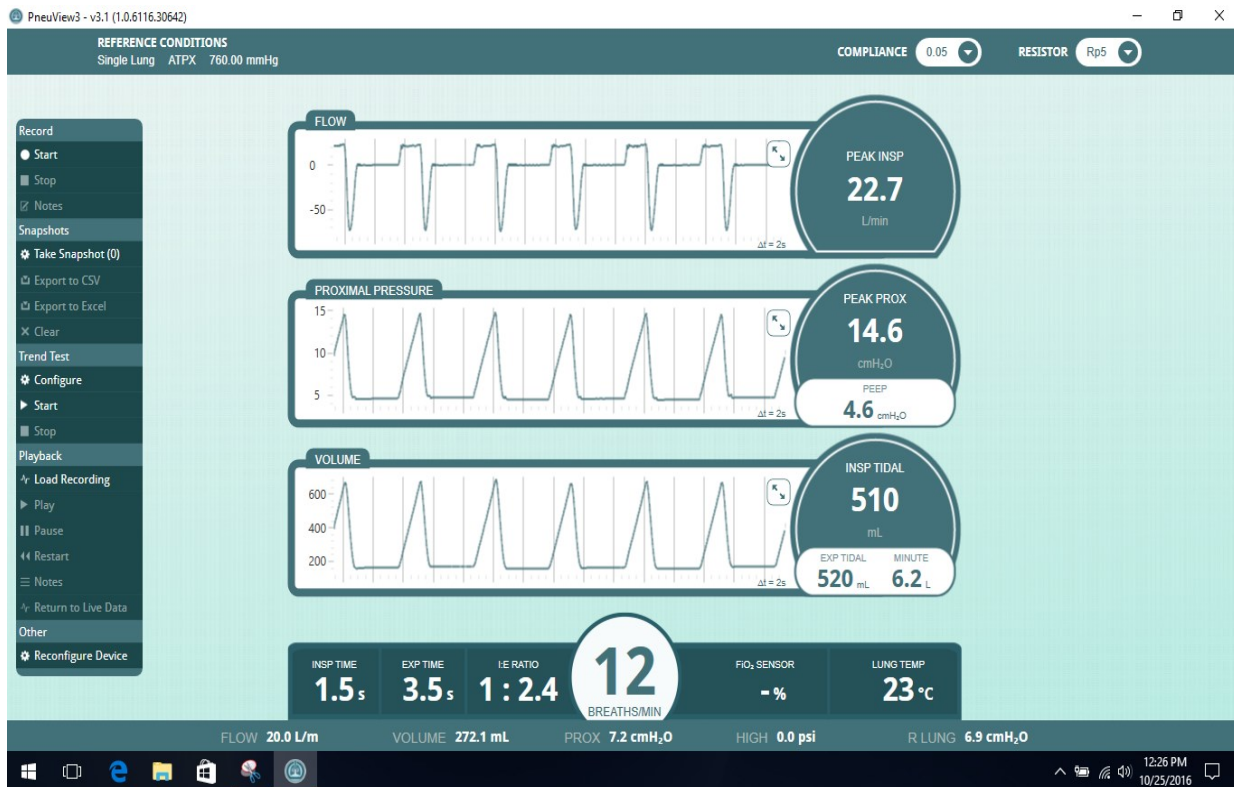 PneuView3 - v3.1 (1.0.6116.30642)
REFERENCE CONDITIONS
Single Lung ATPX 760.00 mmHg
COMPLIANCE 0.05
RESISTOR Rp5
Record
Start
Stop
Notes
Snapshots
Take Snapshot (0)
Export to CSV
Export to Excel
Clear
Trend Test
Configure
Start
Stop
Playback
Load Recording
Play
Pause
Restart
Notes
Return to Live Data
Other
Reconfigure Device
FLOW
0
-50
Δt = 2s
PEAK INSP
22.7
L/min
PROXIMAL PRESSURE
15
10
5
Δt = 2s
PEAK PROX
14.6
cmH₂O
PEEP
4.6 cmH₂O
VOLUME
600
400
200
Δt = 2s
INSP TIDAL
510
mL
EXP TIDAL MINUTE
520 mL 6.2 L
INSP TIME
1.5 s
EXP TIME
3.5 s
I:E RATIO
1 : 2.4
12
BREATHS/MIN
FiO₂ SENSOR
- %
LUNG TEMP
23 °C
FLOW 20.0 L/m VOLUME 272.1 mL PROX 7.2 cmH₂O HIGH 0.0 psi R LUNG 6.9 cmH₂O
12:26 PM
10/25/2016